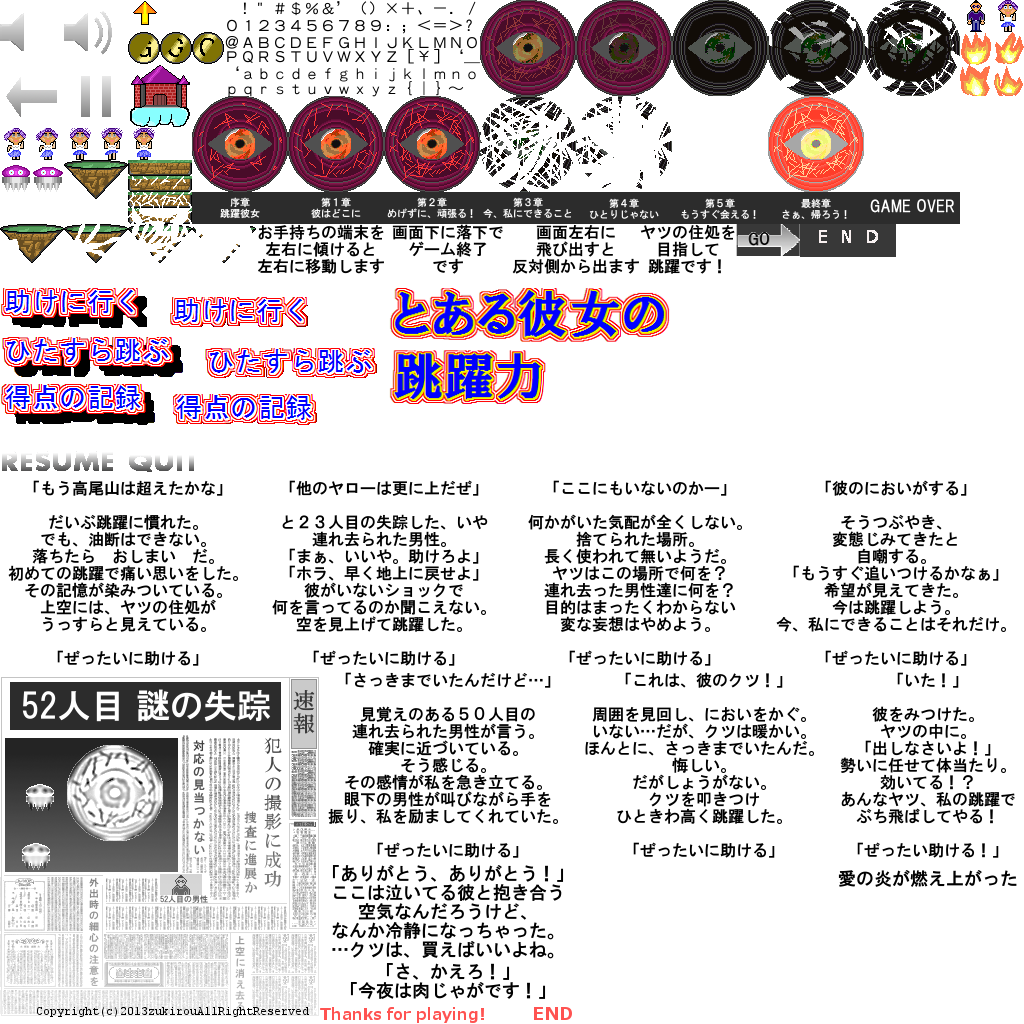 ！＂＃＄％＆’（）×＋、－．／
０１２３４５６７８９：；＜＝＞？
＠ＡＢＣＤＥＦＧＨＩＪＫＬＭＮＯ
ＰＱＲＳＴＵＶＷＸＹＺ［￥］＾＿
‘ａｂｃｄｅｆｇｈｉｊｋｌｍｎｏ
ｐｑｒｓｔｕｖｗｘｙｚ｛｜｝～
序章
跳躍彼女
第１章
彼はどこに
第２章
めげずに、頑張る！
第３章
今、私にできること
第４章
ひとりじゃない
第５章
もうすぐ会える！
最終章
さぁ、帰ろう！
GAME OVER
お手持ちの端末を
左右に傾けると
左右に移動します
画面下に落下で
ゲーム終了
です
画面左右に
飛び出すと
反対側から出ます
ヤツの住処を
目指して
跳躍です！
GO
ＥＮＤ
助けに行く
助けに行く
ひたすら跳ぶ
ひたすら跳ぶ
得点の記録
得点の記録
とある彼女の
跳躍力
RESUME QUIT
「もう高尾山は超えたかな」
だいぶ跳躍に慣れた。
でも、油断はできない。
落ちたら　おしまい　だ。
初めての跳躍で痛い思いをした。
その記憶が染みついている。
上空には、ヤツの住処が
うっすらと見えている。
「ぜったいに助ける」
「他のヤローは更に上だぜ」
と２３人目の失踪した、いや
連れ去られた男性。
「まぁ、いいや。助けろよ」
「ホラ、早く地上に戻せよ」
彼がいないショックで
何を言ってるのか聞こえない。
空を見上げて跳躍した。
「ぜったいに助ける」
「ここにもいないのかー」
何かがいた気配が全くしない。
捨てられた場所。
長く使われて無いようだ。
ヤツはこの場所で何を？
連れ去った男性達に何を？
目的はまったくわからない
変な妄想はやめよう。
「ぜったいに助ける」
「彼のにおいがする」
そうつぶやき、
変態じみてきたと
自嘲する。
「もうすぐ追いつけるかなぁ」
希望が見えてきた。
今は跳躍しよう。
今、私にできることはそれだけ。
「ぜったいに助ける」
52人目 謎の失踪
速報
犯人の撮影に成功
捜査に進展か
対応の見当つかない
52人目の男性
外出時の細心の注意を
上空に消え去る
Copyright(c)2013zukirouAllRightReserved
「さっきまでいたんだけど…」
見覚えのある５０人目の
連れ去られた男性が言う。
確実に近づいている。
そう感じる。
その感情が私を急き立てる。
眼下の男性が叫びながら手を
振り、私を励ましてくれていた。
「ぜったいに助ける」
「これは、彼のクツ！」
周囲を見回し、においをかぐ。
いない…だが、クツは暖かい。
ほんとに、さっきまでいたんだ。
悔しい。
だがしょうがない。
クツを叩きつけ
ひときわ高く跳躍した。
「ぜったいに助ける」
「いた！」
彼をみつけた。
ヤツの中に。
「出しなさいよ！」
勢いに任せて体当たり。
効いてる！？
あんなヤツ、私の跳躍で
ぶち飛ばしてやる！
「ぜったい助ける！」
愛の炎が燃え上がった
「ありがとう、ありがとう！」
ここは泣いてる彼と抱き合う
空気なんだろうけど、
なんか冷静になっちゃった。
…クツは、買えばいいよね。
「さ、かえろ！」
「今夜は肉じゃがです！」
Thanks for playing!
END